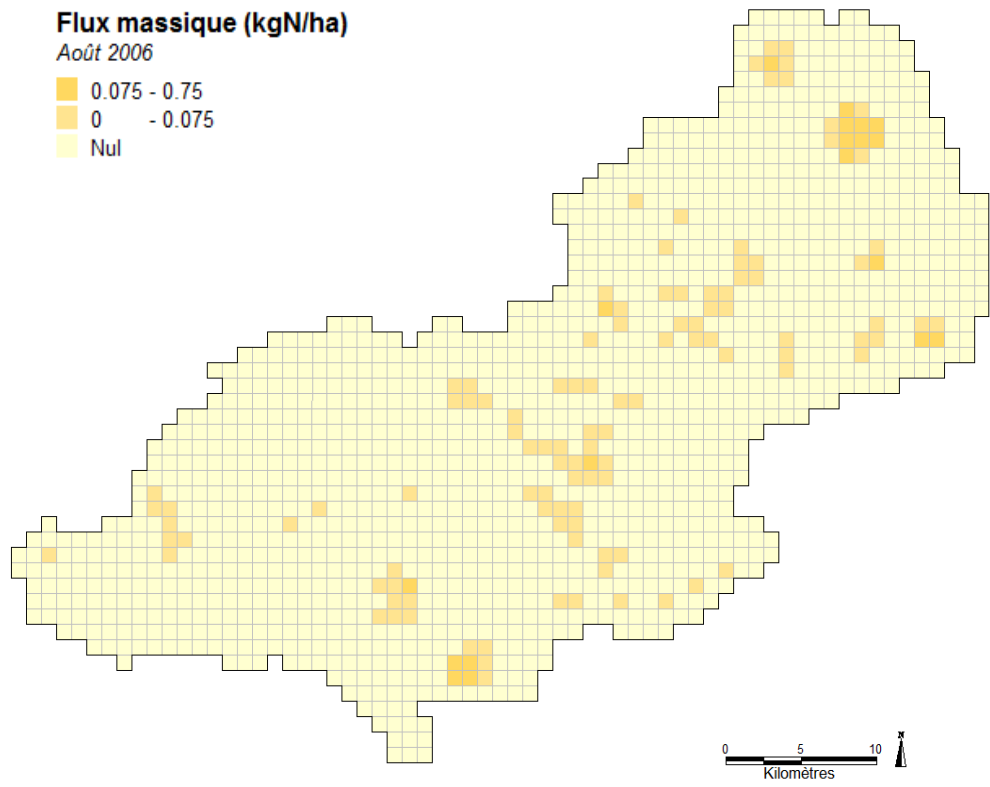 Flux massique (kgN/ha)
Août 2006
0.075 - 0.75
0 - 0.075
Nul
N
0 5 10
Kilomètres